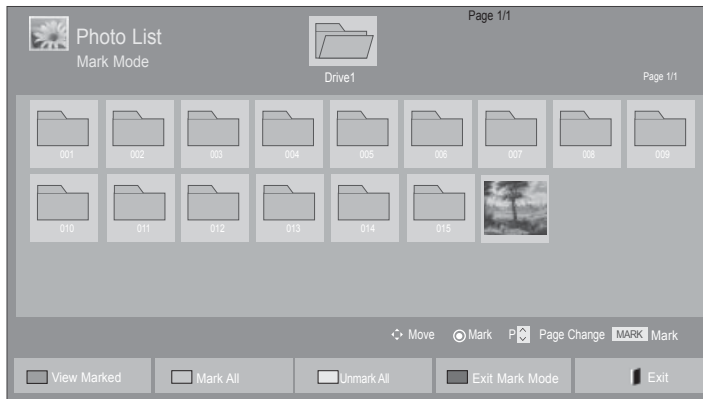 Page 1/1
Photo List
Mark Mode
Drive1
Page 1/1
001 002 003 004 005 006 007 008 009
010 011 012 013 014 015
Move Mark P Page Change MARK Mark
View Marked Mark All Unmark All Exit Mark Mode Exit